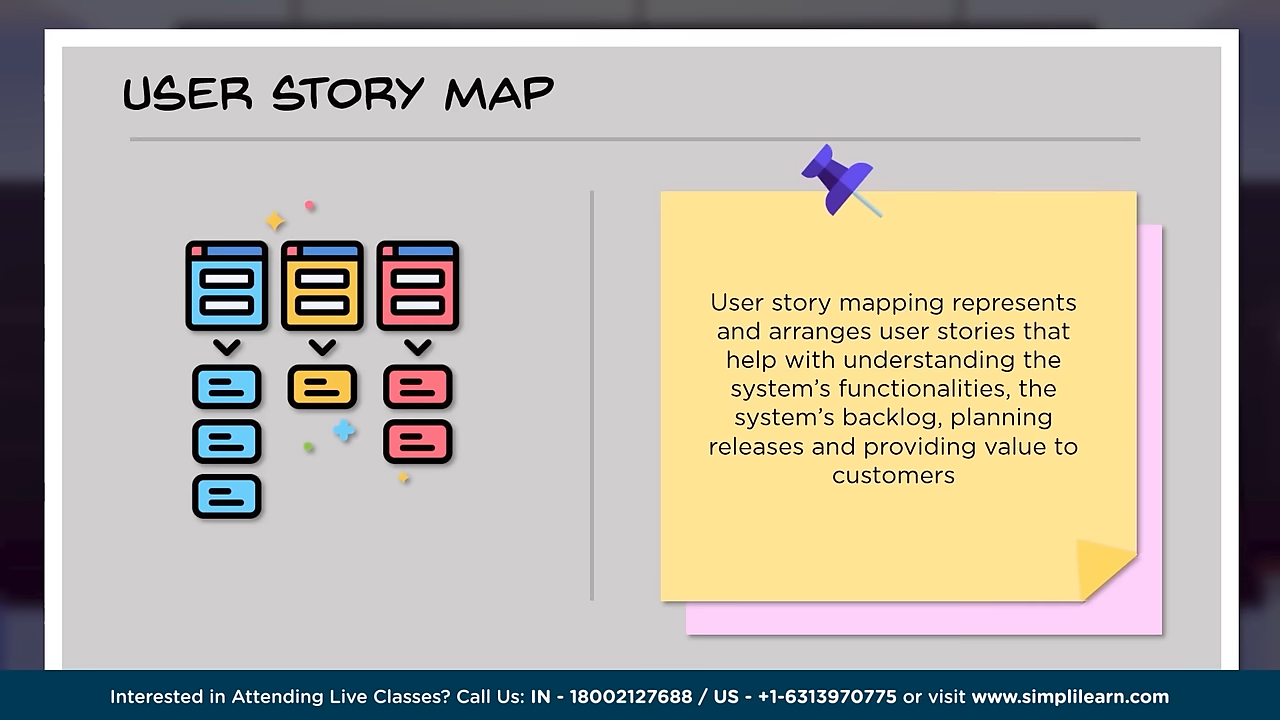 USER STORY MAP
User story mapping represents
and arranges user stories that
help with understanding the
system’s functionalities, the
system’s backlog, planning
releases and providing value to
customers
Interested in Attending Live Classes? Call Us: IN - 18002127688 / US - +1-6313970775 or visit www.simplilearn.com